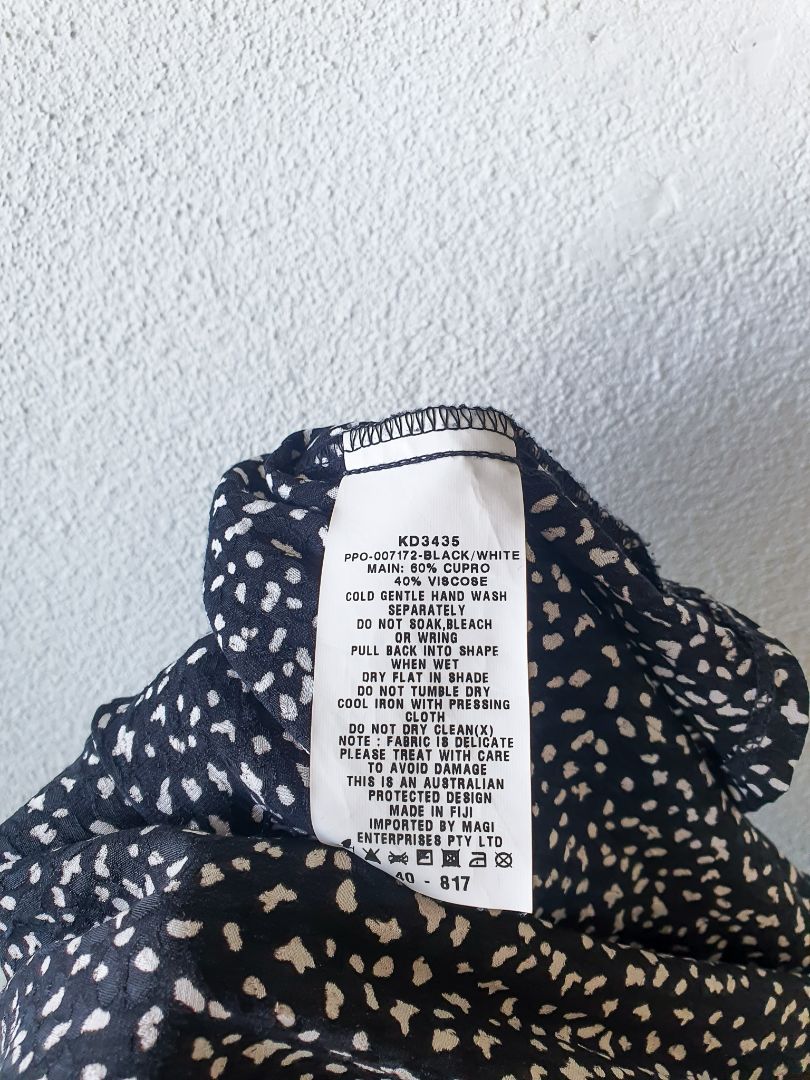 KD3435
PPO-007172-BLACK/WHITE
MAIN: 60% CUPRO
40% VISCOSE
COLD GENTLE HAND WASH
SEPARATELY
DO NOT SOAK,BLEACH
OR WRING
PULL BACK INTO SHAPE
WHEN WET
DRY FLAT IN SHADE
DO NOT TUMBLE DRY
COOL IRON WITH PRESSING
CLOTH
DO NOT DRY CLEAN(X)
NOTE : FABRIC IS DELICATE
PLEASE TREAT WITH CARE
TO AVOID DAMAGE
THIS IS AN AUSTRALIAN
PROTECTED DESIGN
MADE IN FIJI
IMPORTED BY MAGI
ENTERPRISES PTY LTD
- 817